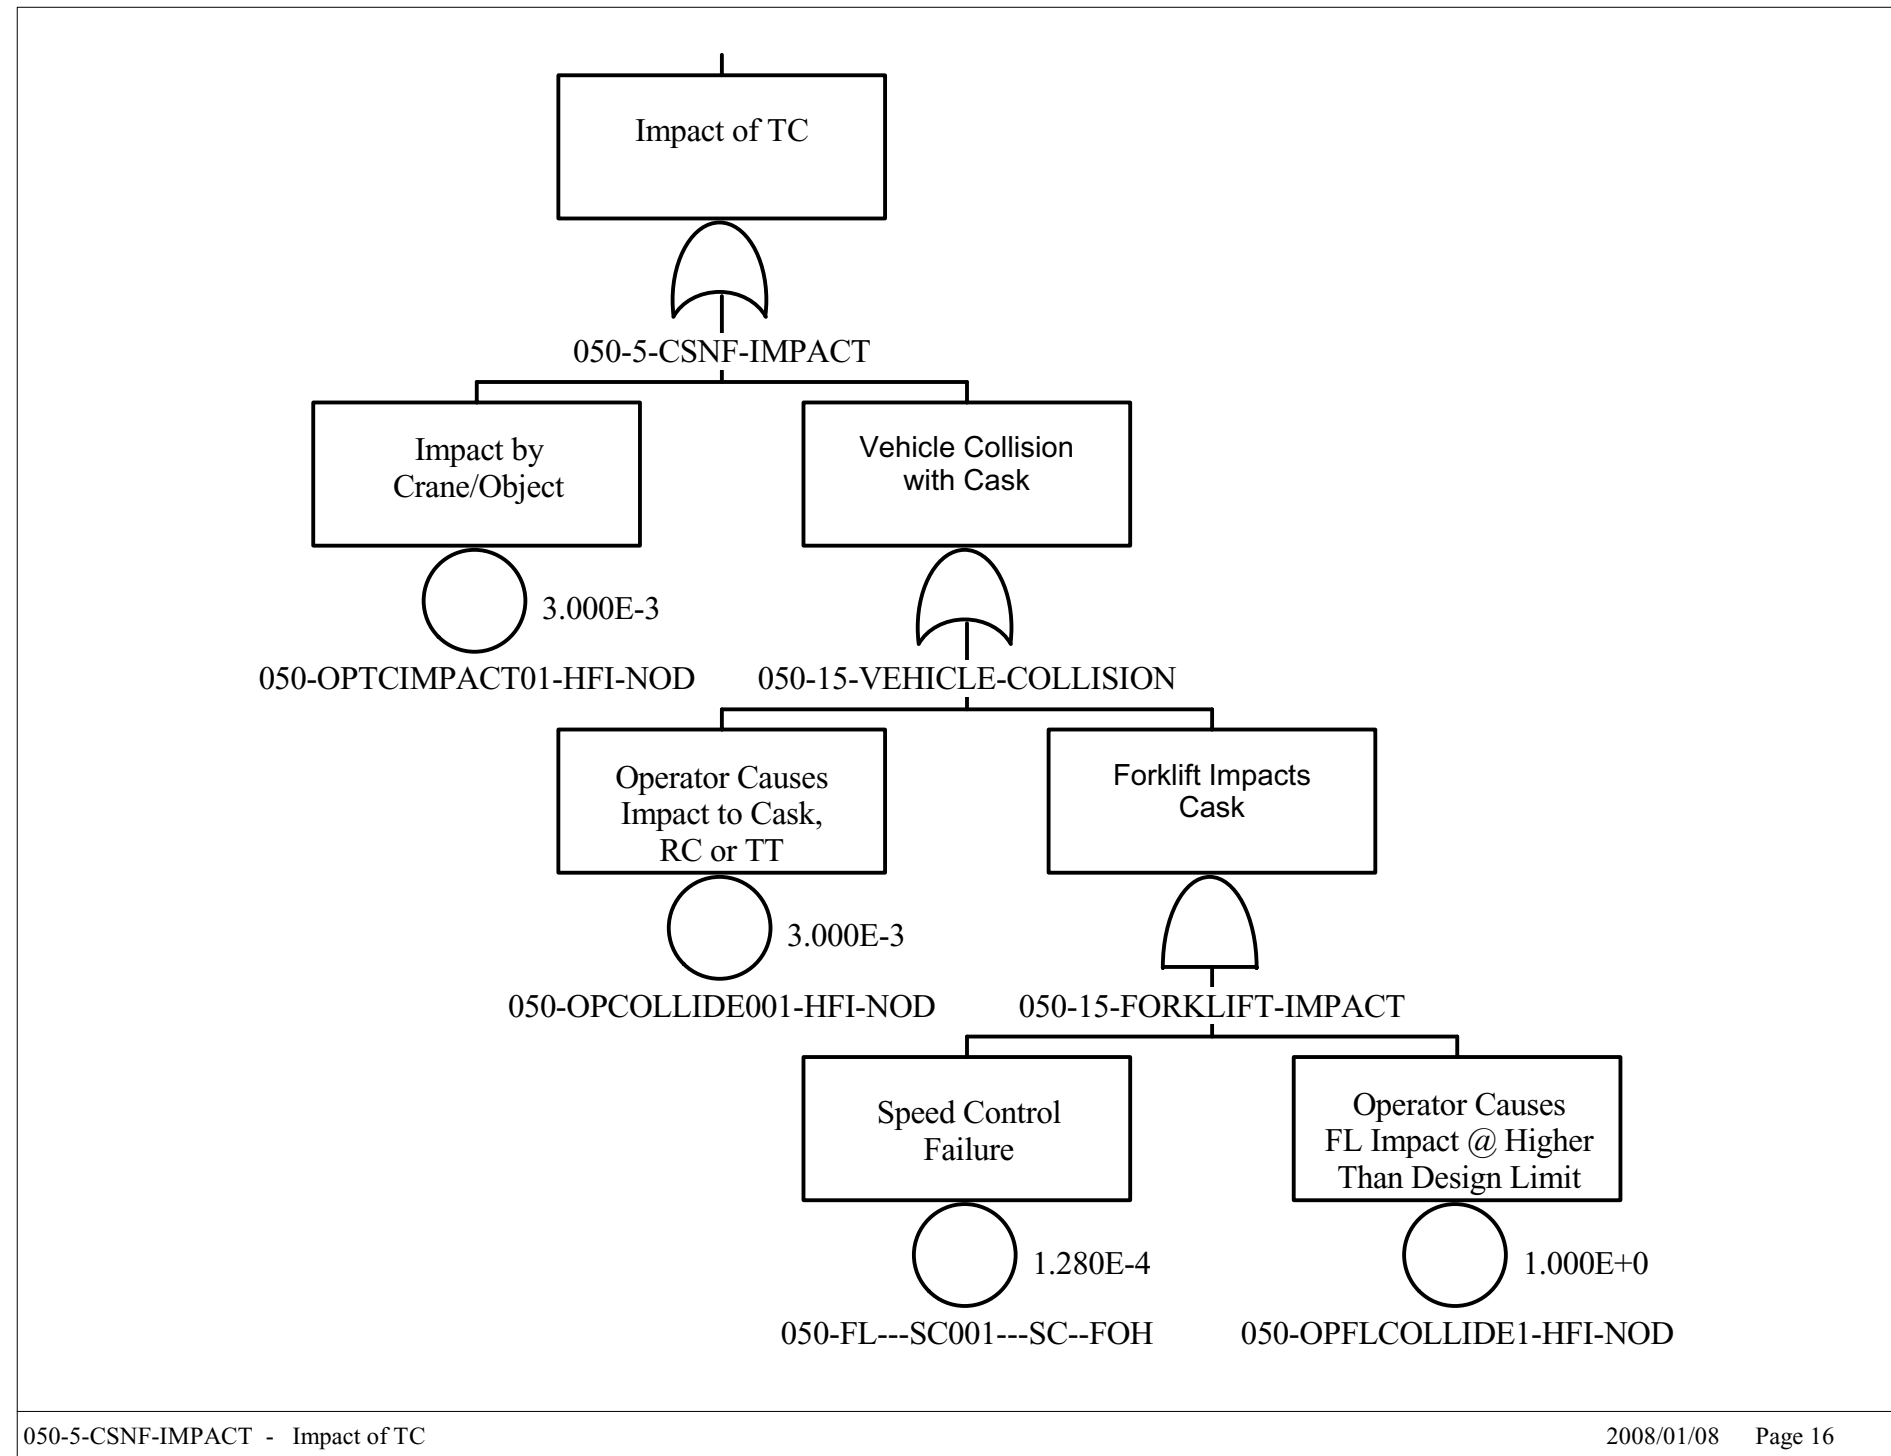 Impact of TC
050-5-CSNF-IMPACT
Impact by
Crane/Object
3.000E-3
050-OPTCIMPACT01-HFI-NOD
Vehicle Collision
with Cask
050-15-VEHICLE-COLLISION
Operator Causes
Impact to Cask,
RC or TT
3.000E-3
050-OPCOLLIDE001-HFI-NOD
Forklift Impacts
Cask
050-15-FORKLIFT-IMPACT
Speed Control
Failure
1.280E-4
050-FL---SC001---SC--FOH
Operator Causes
FL Impact @ Higher
Than Design Limit
1.000E+0
050-OPFLCOLLIDE1-HFI-NOD
050-5-CSNF-IMPACT - Impact of TC
2008/01/08 Page 16